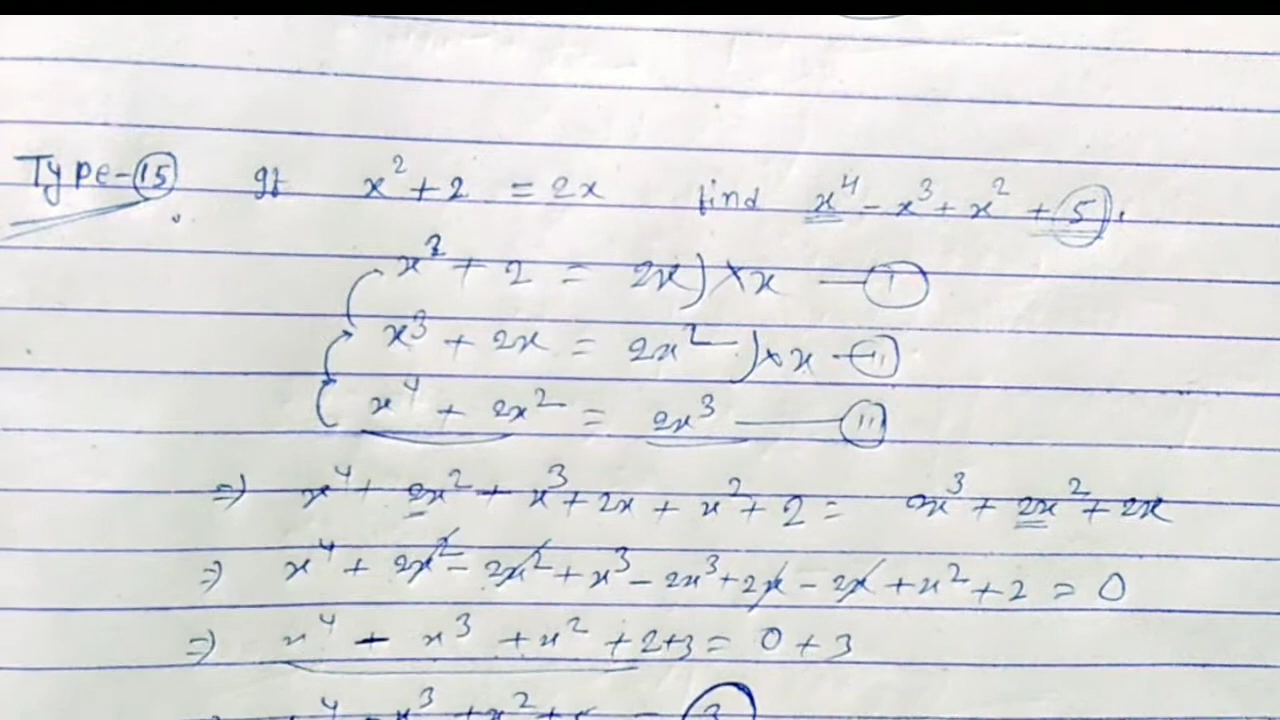 Type-15 If x² + 2 = 2x find x⁴ - x³ + x² + 5.
x² + 2 = 2x) × x — I
x³ + 2x = 2x² ) × x — II
x⁴ + 2x² = 2x³ — III
⇒ x⁴ + 2x² + x³ + 2x + x² + 2 = 2x³ + 2x² + 2x
⇒ x⁴ + 2x² - 2x² + x³ - 2x³ + 2x - 2x + x² + 2 = 0
⇒ x⁴ - x³ + x² + 2+3 = 0 + 3